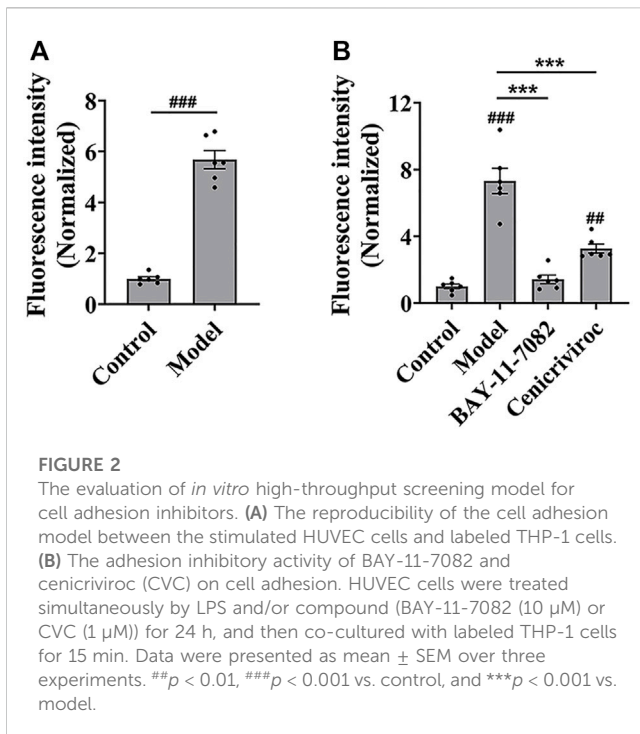 A
Fluorescence intensity
(Normalized)
8
6
4
2
0
###
Control
Model
B
Fluorescence intensity
(Normalized)
12
8
4
0
***
***
###
##
Control
Model
BAY-11-7082
Cenicriviroc
FIGURE 2
The evaluation of in vitro high-throughput screening model for
cell adhesion inhibitors. (A) The reproducibility of the cell adhesion
model between the stimulated HUVEC cells and labeled THP-1 cells.
(B) The adhesion inhibitory activity of BAY-11-7082 and
cenicriviroc (CVC) on cell adhesion. HUVEC cells were treated
simultaneously by LPS and/or compound (BAY-11-7082 (10 μM) or
CVC (1 μM)) for 24 h, and then co-cultured with labeled THP-1 cells
for 15 min. Data were presented as mean ± SEM over three
experiments. ##p < 0.01, ###p < 0.001 vs. control, and ***p < 0.001 vs.
model.